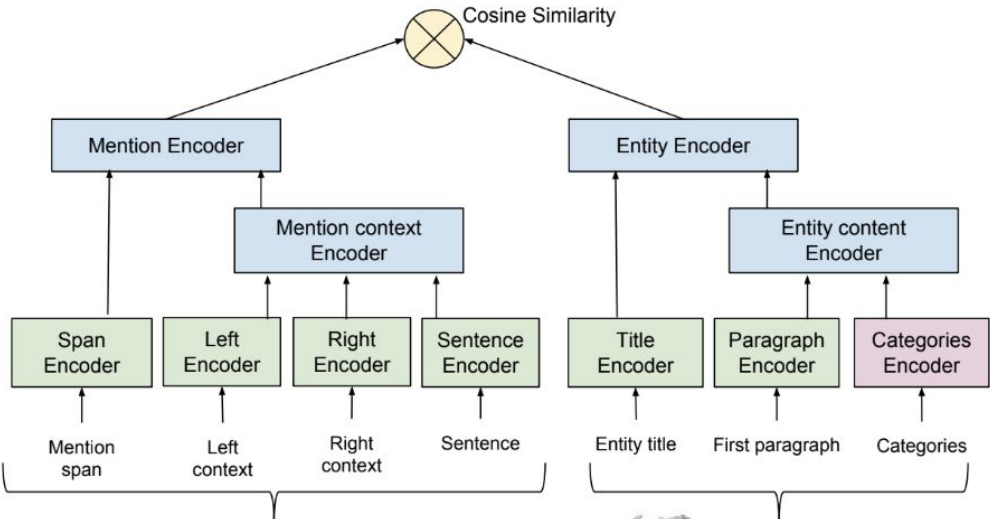 Cosine Similarity
Mention Encoder
Entity Encoder
Mention context
Encoder
Entity content
Encoder
Span
Encoder
Left
Encoder
Right
Encoder
Sentence
Encoder
Title
Encoder
Paragraph
Encoder
Categories
Encoder
Mention
span
Left
context
Right
context
Sentence
Entity title
First paragraph
Categories